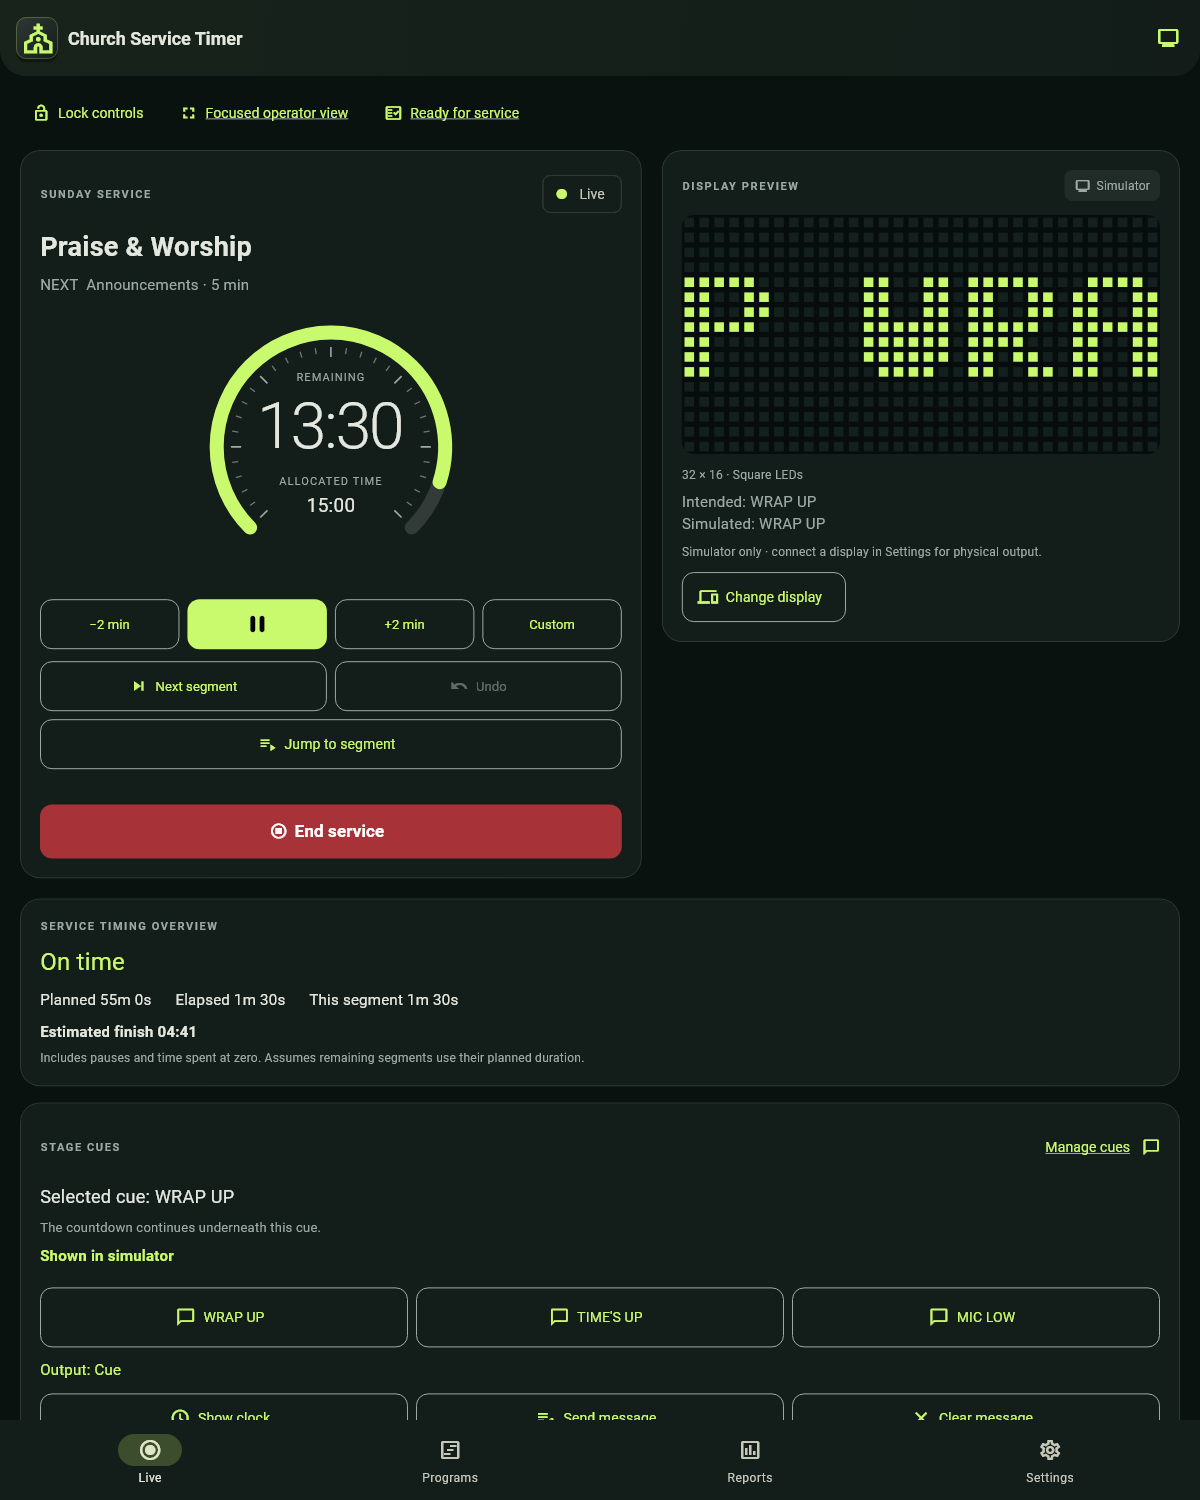 Church Service Timer
Lock controls
Focused operator view
Ready for service
SUNDAY SERVICE
Live
Praise & Worship
NEXT Announcements · 5 min
REMAINING
13:30
ALLOCATED TIME
15:00
−2 min
+2 min
Custom
Next segment
Undo
Jump to segment
End service
DISPLAY PREVIEW
Simulator
P WRA
32 × 16 · Square LEDs
Intended: WRAP UP
Simulated: WRAP UP
Simulator only · connect a display in Settings for physical output.
Change display
SERVICE TIMING OVERVIEW
On time
Planned 55m 0s Elapsed 1m 30s This segment 1m 30s
Estimated finish 04:41
Includes pauses and time spent at zero. Assumes remaining segments use their planned duration.
STAGE CUES
Manage cues
Selected cue: WRAP UP
The countdown continues underneath this cue.
Shown in simulator
WRAP UP
TIME'S UP
MIC LOW
Output: Cue
Show clock
Send message
Clear message
Live
Programs
Reports
Settings